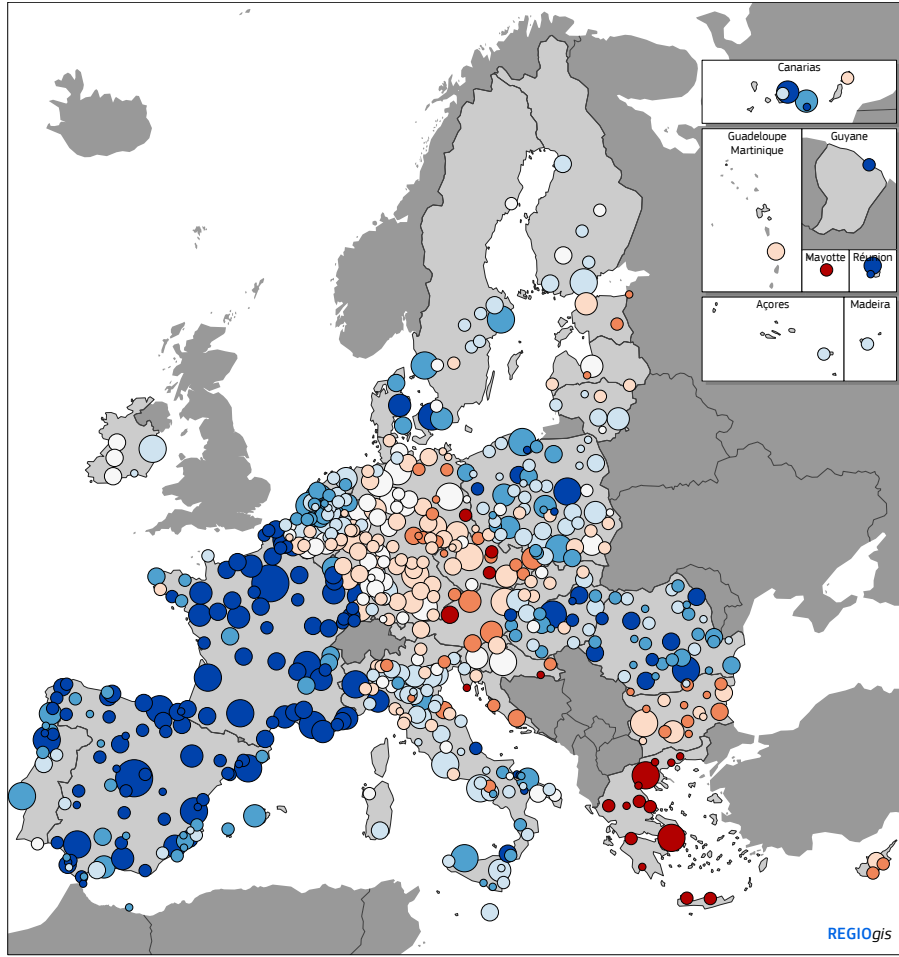 Canarias
Guadeloupe
Martinique
Guyane
Mayotte
Réunion
Açores
Madeira
REGIOgis